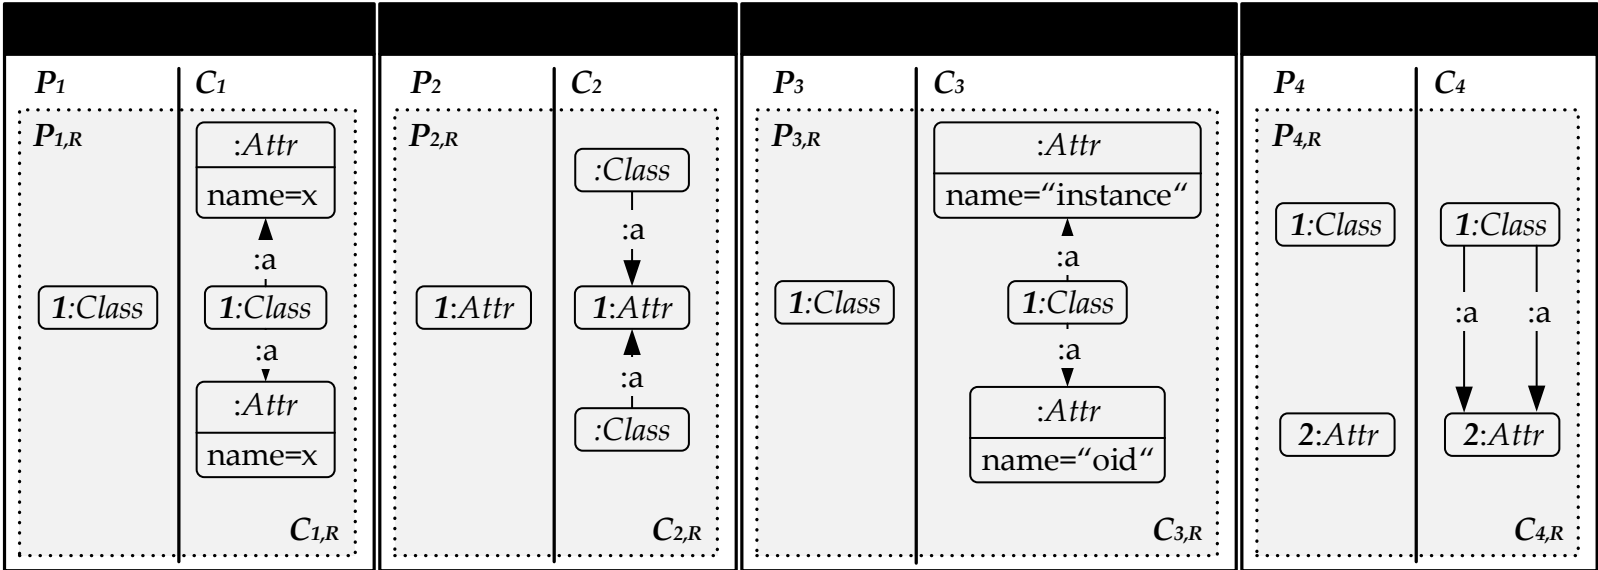 P1
C1
P1,R
:Attr
name=x
:a
1:Class
1:Class
:a
:Attr
name=x
C1,R
P2
C2
P2,R
:Class
:a
1:Attr
1:Attr
:a
:Class
C2,R
P3
C3
P3,R
:Attr
name=“instance“
:a
1:Class
1:Class
:a
:Attr
name=“oid“
C3,R
P4
C4
P4,R
1:Class
1:Class
:a
:a
2:Attr
2:Attr
C4,R